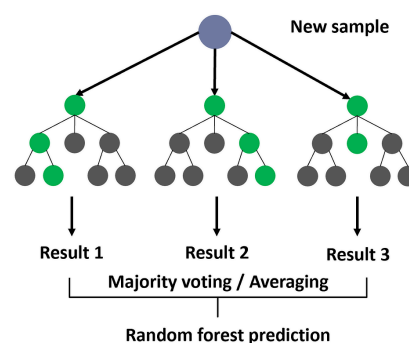 New sample
Result 1
Result 2
Result 3
Majority voting / Averaging
Random forest prediction